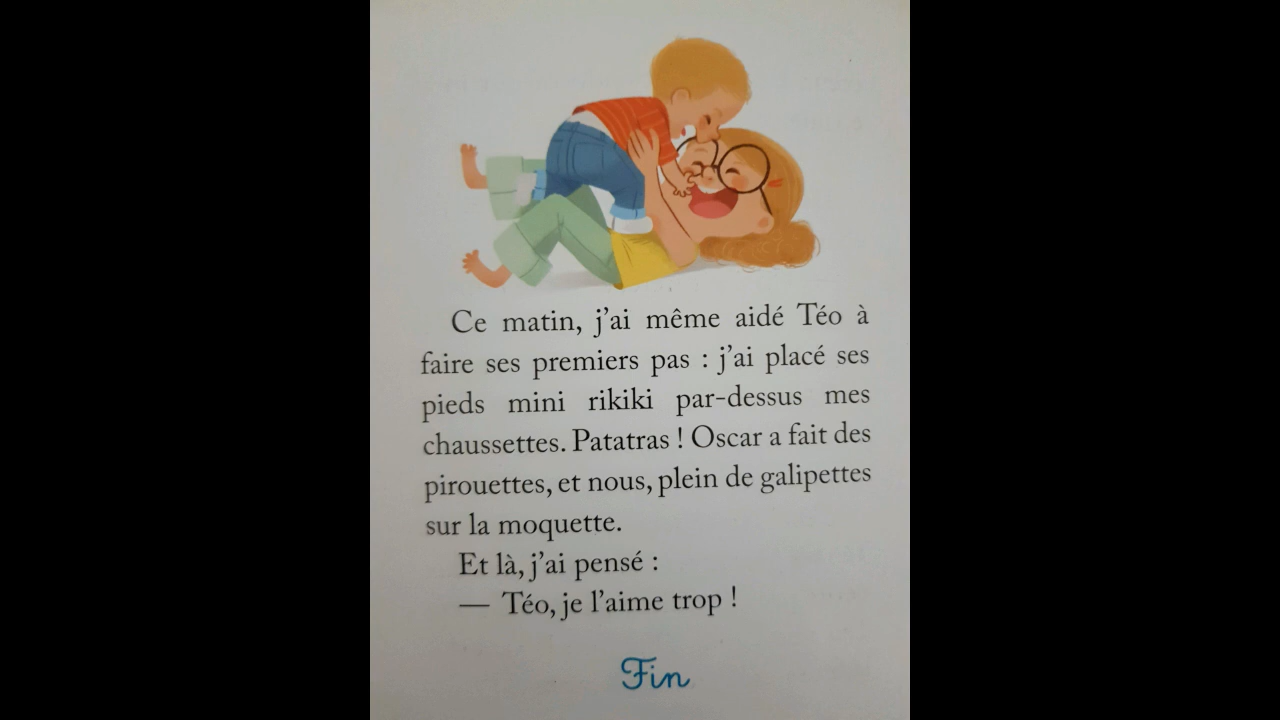 Ce matin, j'ai même aidé Téo à
faire ses premiers pas : j'ai placé ses
pieds mini rikiki par-dessus mes
chaussettes. Patatras ! Oscar a fait des
pirouettes, et nous, plein de galipettes
sur la moquette.
Et là, j'ai pensé :
— Téo, je l'aime trop !
Fin